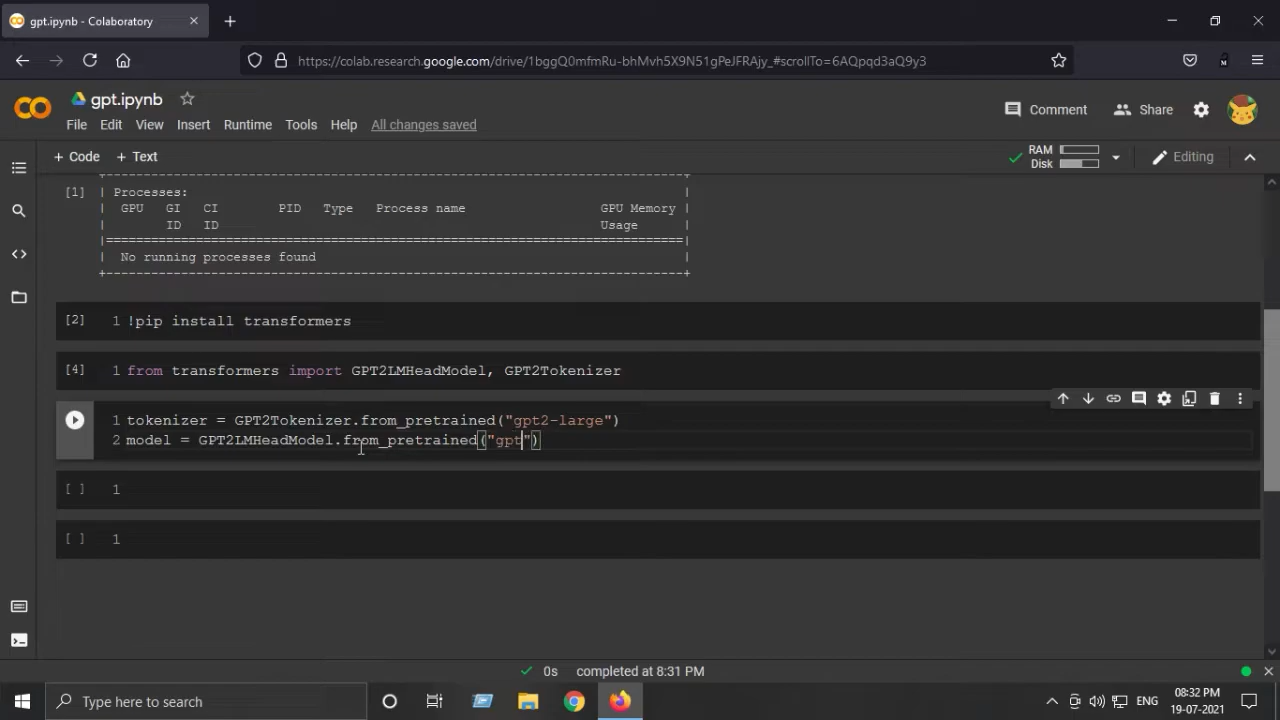 gpt.ipynb - Colaboratory
https://colab.research.google.com/drive/1bggQ0mfmRu-bhMvh5X9N51gPeJFRAjy_#scrollTo=6AQpqd3aQ9y3
gpt.ipynb
Comment
Share
File Edit View Insert Runtime Tools Help All changes saved
+ Code + Text
RAM
Disk
Editing
+-----------------------------------------------------------------------------+
[1] | Processes: |
| GPU GI CI PID Type Process name GPU Memory |
| ID ID Usage |
|=============================================================================|
| No running processes found |
+-----------------------------------------------------------------------------+
[2] 1 !pip install transformers
[4] 1 from transformers import GPT2LMHeadModel, GPT2Tokenizer
1 tokenizer = GPT2Tokenizer.from_pretrained("gpt2-large")
2 model = GPT2LMHeadModel.from_pretrained("gpt")
[ ] 1
[ ] 1
0s completed at 8:31 PM
Type here to search
ENG
08:32 PM
19-07-2021